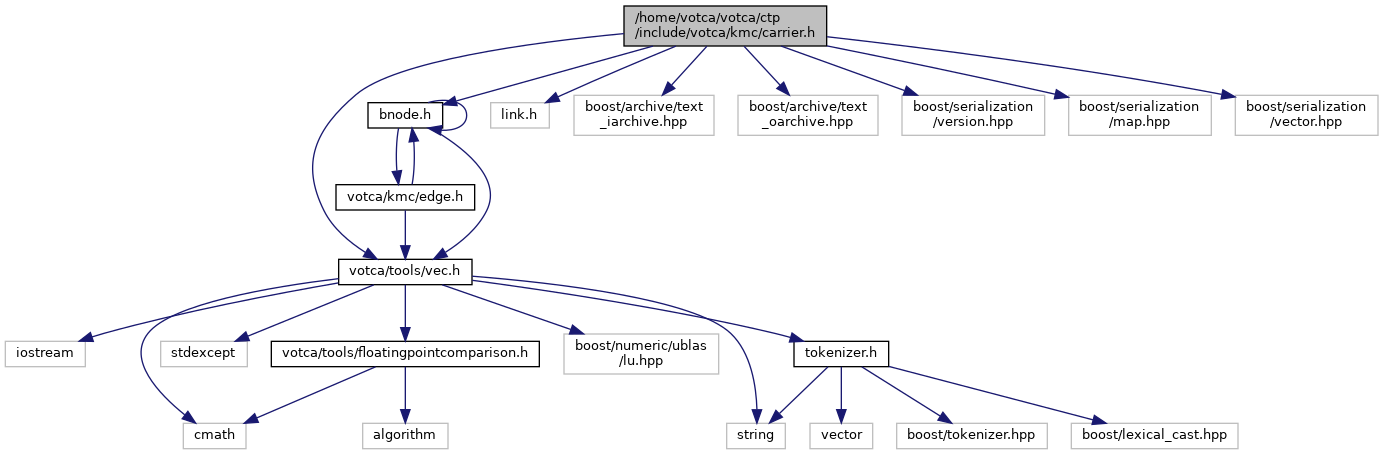 /home/votca/votca/ctp
/include/votca/kmc/carrier.h
bnode.h
link.h
boost/archive/text
_iarchive.hpp
boost/archive/text
_oarchive.hpp
boost/serialization
/version.hpp
boost/serialization
/map.hpp
boost/serialization
/vector.hpp
votca/kmc/edge.h
votca/tools/vec.h
iostream
stdexcept
votca/tools/floatingpointcomparison.h
boost/numeric/ublas
/lu.hpp
tokenizer.h
cmath
algorithm
string
vector
boost/tokenizer.hpp
boost/lexical_cast.hpp